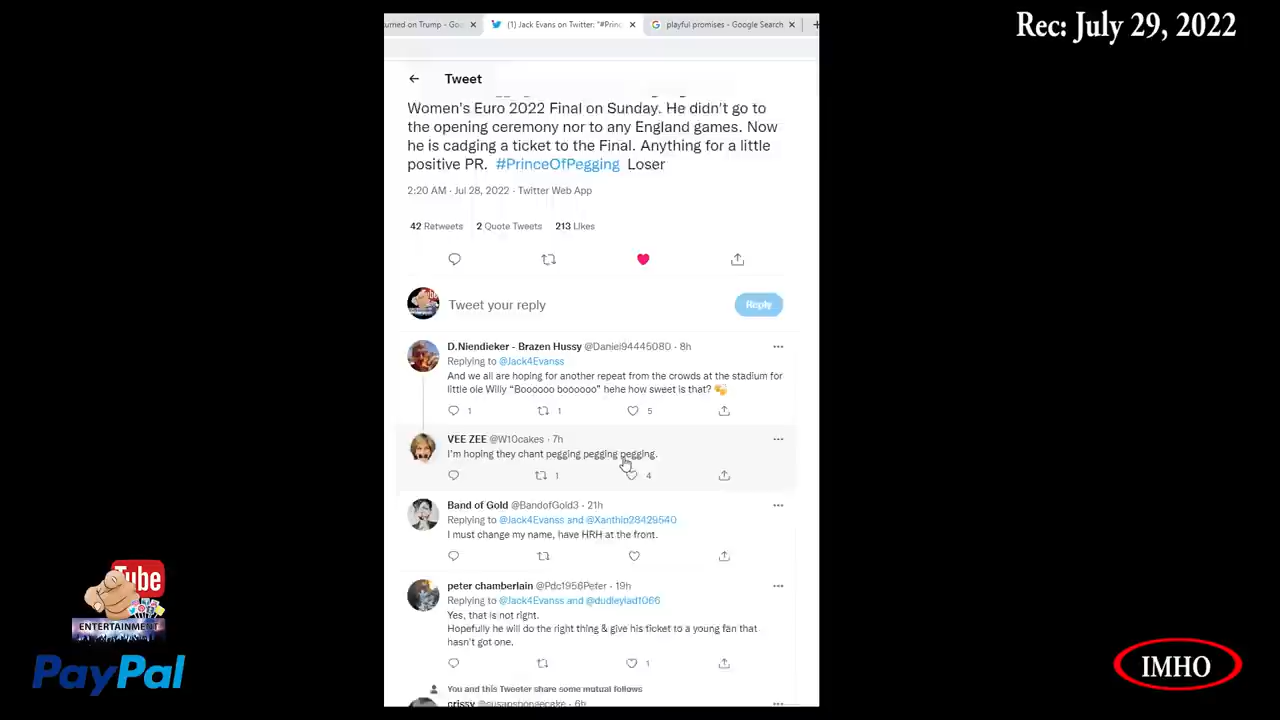 Rec: July 29, 2022
urned on Trump - Goo
(1) Jack Evans on Twitter: "#Princ
playful promises - Google Search
Tweet
Women's Euro 2022 Final on Sunday. He didn't go to
the opening ceremony nor to any England games. Now
he is cadging a ticket to the Final. Anything for a little
positive PR. #PrinceOfPegging Loser
2:20 AM · Jul 28, 2022 · Twitter Web App
42 Retweets 2 Quote Tweets 213 Likes
Tweet your reply
Reply
D.Niendieker - Brazen Hussy @Daniel94445080 · 8h
Replying to @Jack4Evanss
And we all are hoping for another repeat from the crowds at the stadium for
little ole Willy "Boooooo boooooo" hehe how sweet is that?
1 1 5
VEE ZEE @W10cakes · 7h
I'm hoping they chant pegging pegging pegging.
1 4
Band of Gold @BandofGold3 · 21h
Replying to @Jack4Evanss and @Xanthip28429540
I must change my name, have HRH at the front.
peter chamberlain @Pdc1956Peter · 19h
Replying to @Jack4Evanss and @dudleylad1066
Yes, that is not right.
Hopefully he will do the right thing & give his ticket to a young fan that
hasn't got one.
1
You and this Tweeter share some mutual follows
crissy @susanspongecake · 6h
Tube
ENTERTAINMENT
PayPal
IMHO